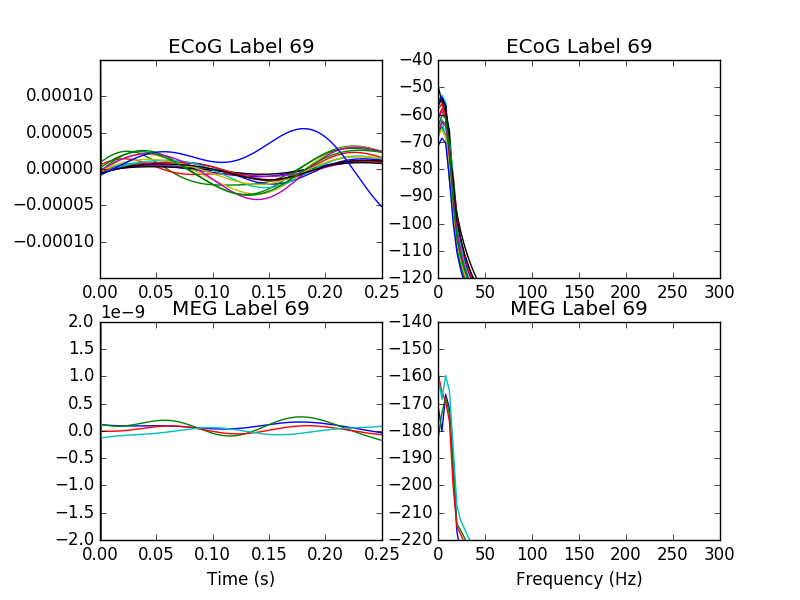 ECoG Label 69
0.00010
0.00005
0.00000
−0.00005
−0.00010
0.00 0.05 0.10 0.15 0.20 0.25
ECoG Label 69
−40
−50
−60
−70
−80
−90
−100
−110
−120
0 50 100 150 200 250 300
MEG Label 69
1e−9
2.0
1.5
1.0
0.5
0.0
−0.5
−1.0
−1.5
−2.0
0.00 0.05 0.10 0.15 0.20 0.25
Time (s)
MEG Label 69
−140
−150
−160
−170
−180
−190
−200
−210
−220
0 50 100 150 200 250 300
Frequency (Hz)